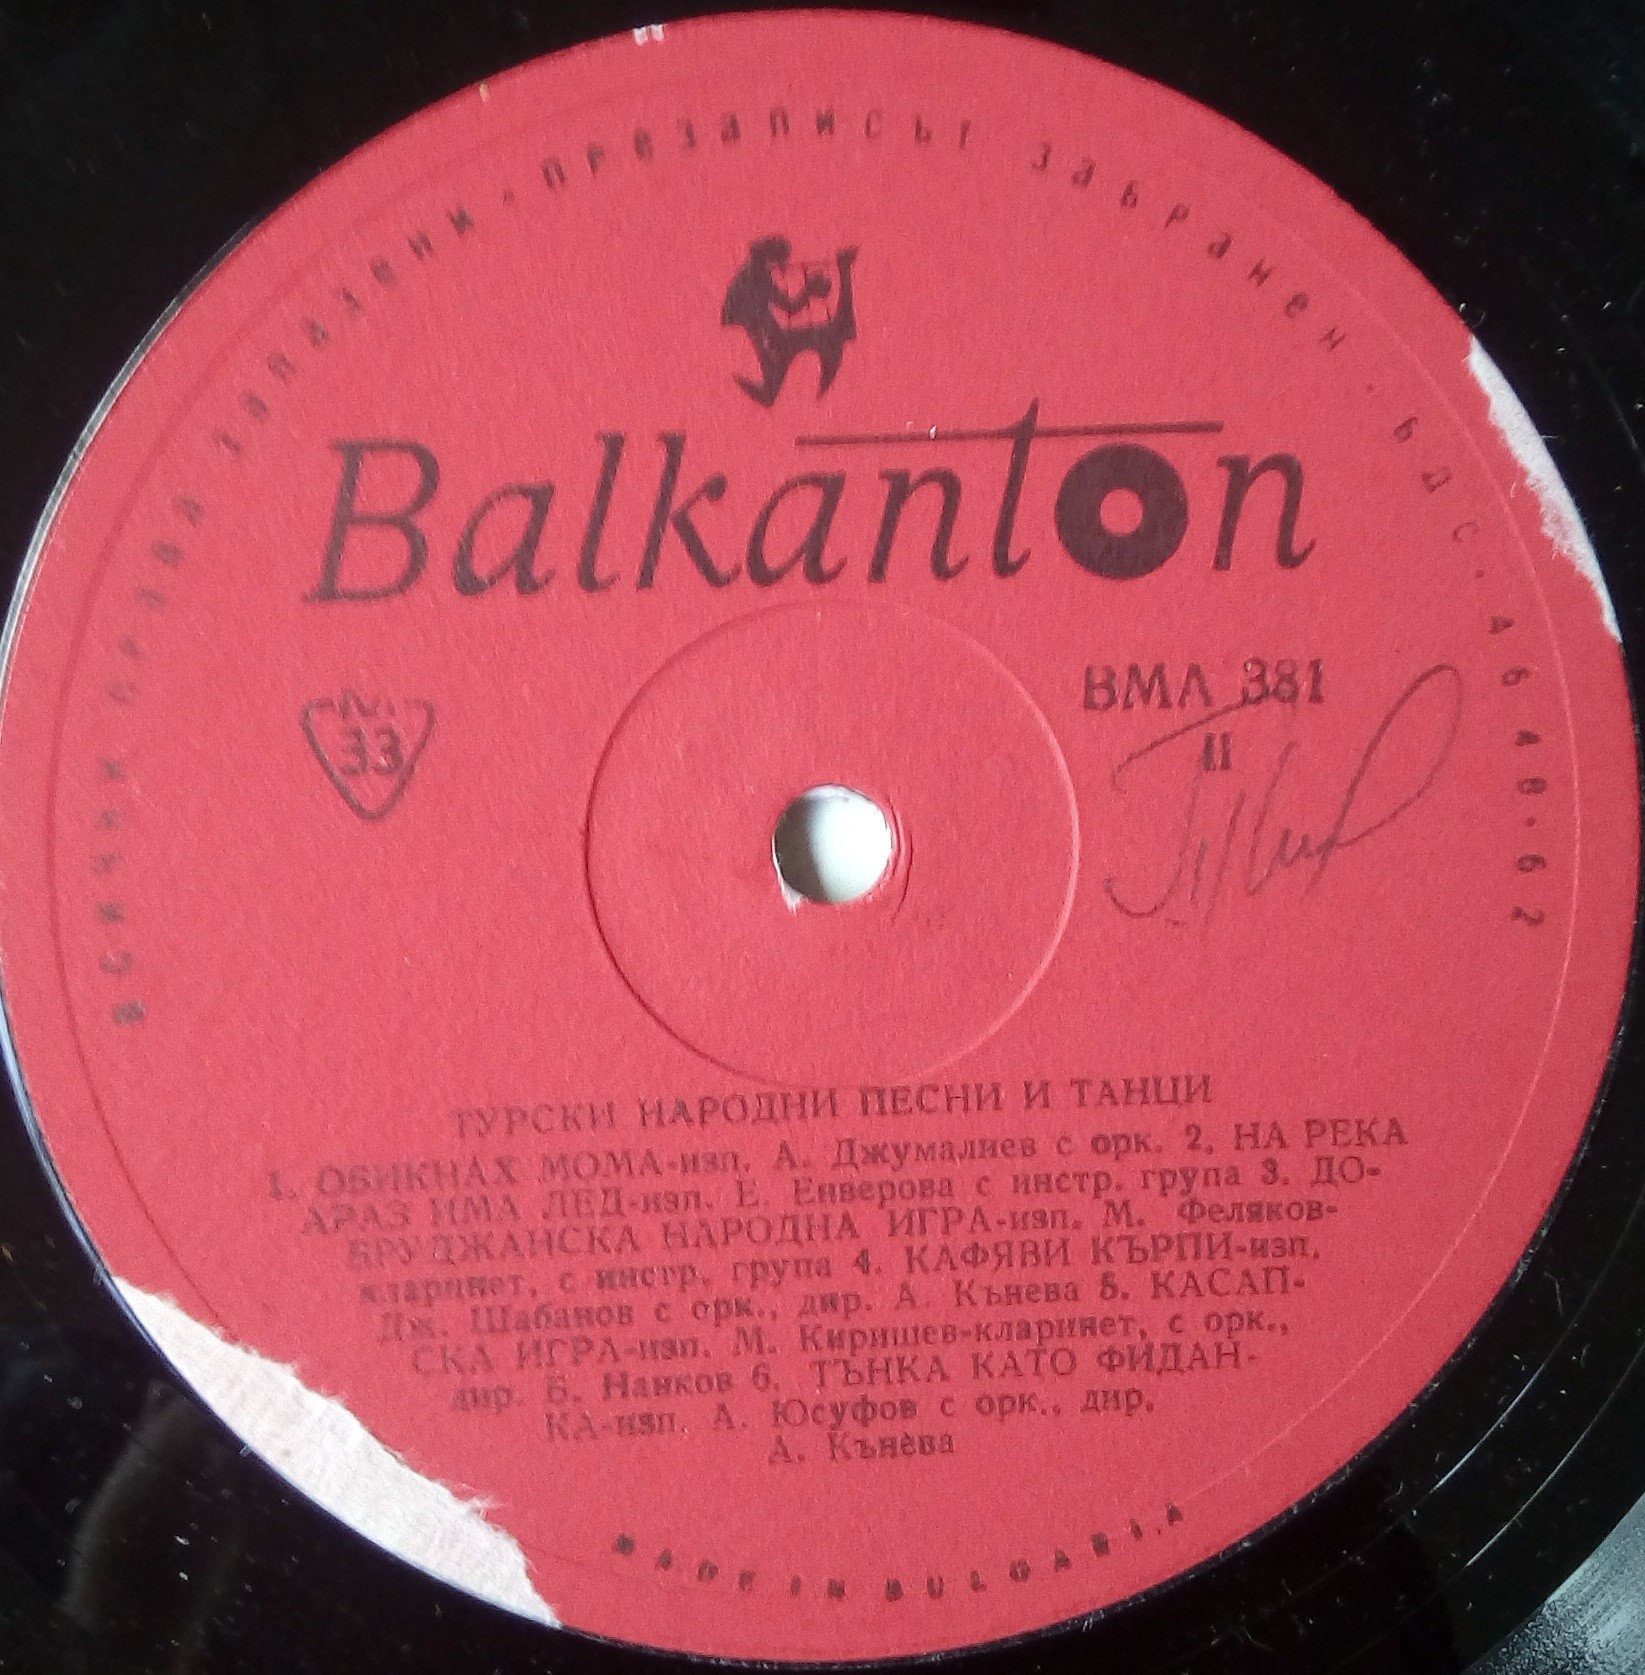 всички права запазени · презаписът забранен · БДС · 4648·62
Balkanton
M
33
ВМЛ 381
II
ТУРСКИ НАРОДНИ ПЕСНИ И ТАНЦИ
1. ОБИКНАХ МОМА-изп. А. Джумалиев с орк. 2. НА РЕКА
АРАЗ ИМА ЛЕД-изп. Е. Енверова с инстр. група 3. ДО-
БРУДЖАНСКА НАРОДНА ИГРА-изп. М. Феляков-
кларинет, с инстр. група 4. КАФЯВИ КЪРПИ-изп.
Дж. Шабанов с орк., дир. А. Кънева 5. КАСАП-
СКА ИГРА-изп. М. Киришев-кларинет, с орк.,
дир. Б. Нанков 6. ТЪНКА КАТО ФИДАН-
КА-изп. А. Юсуфов с орк., дир.
А. Кънева
MADE IN BULGARIA